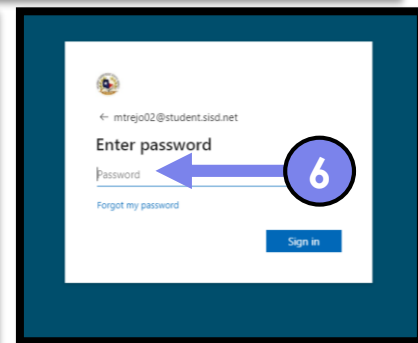 ← mtrejo02@student.sisd.net
Enter password
Password
6
Forgot my password
Sign in